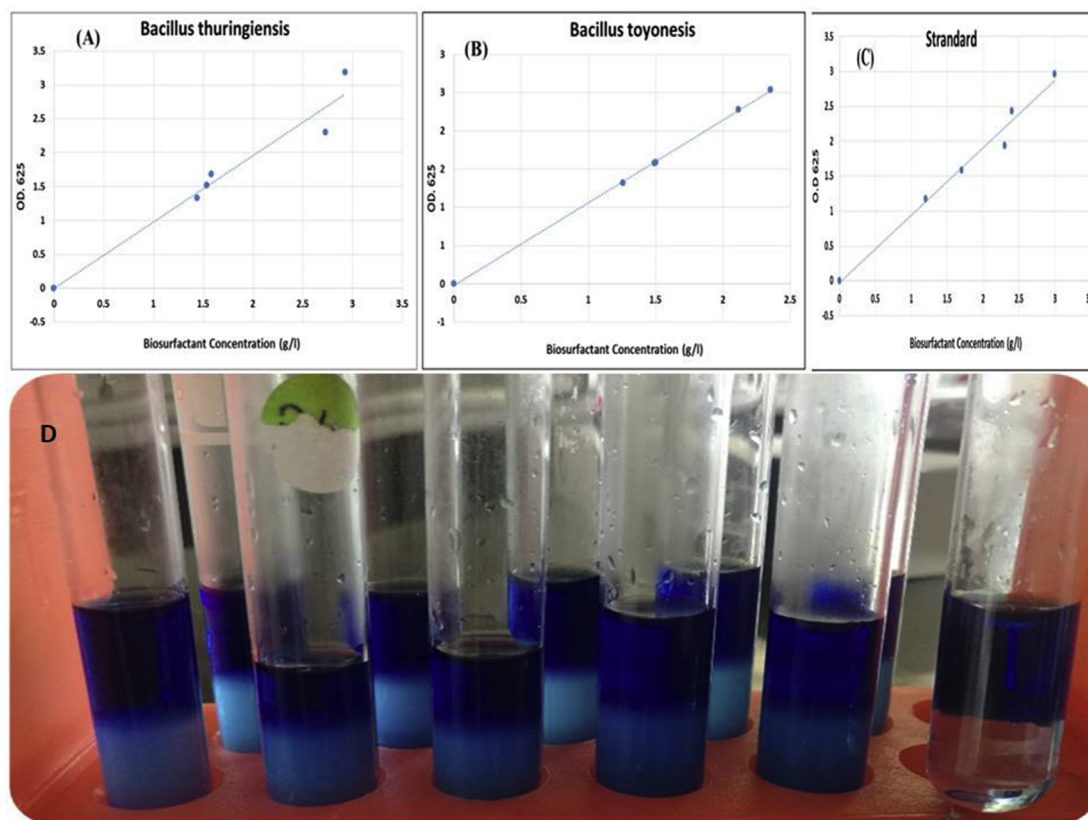 (A)
Bacillus thuringiensis
3.5
3
2.5
2
1.5
1
0.5
0
-0.5
OD. 625
0 1 1.5 2 2.5 3 3.5
Biosurfactant Concentration (g/l)
(B)
Bacillus toyonesis
3
3
2
2
1
1
0
-1
OD. 625
0 1 1.5 2 2.5
Biosurfactant Concentration (g/l)
(C)
Strandard
3.5
3
2.5
2
1.5
1
0.5
0
-0.5
O.D 625
0 0.5 1 1.5 2 2.5 3
Biosurfactant Concentration (g/l)
D